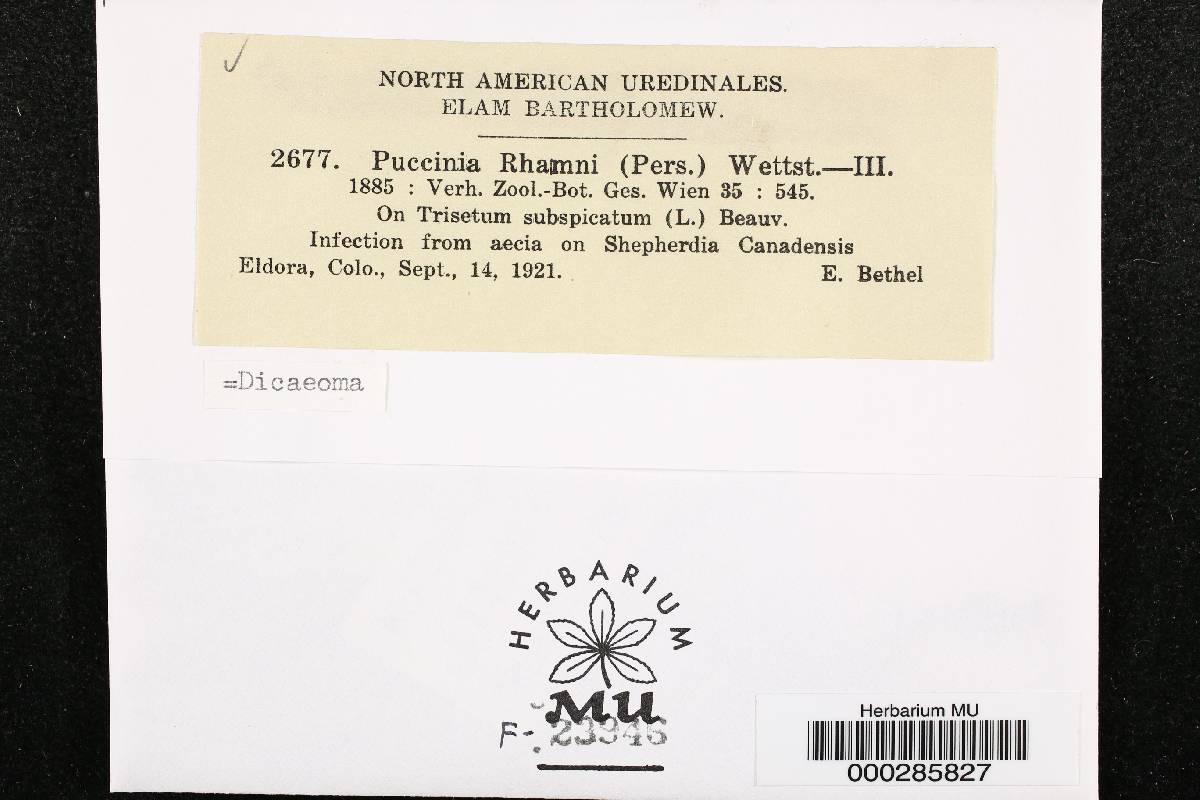 NORTH AMERICAN UREDINALES.
ELAM BARTHOLOMEW.
2677. Puccinia Rhamni (Pers.) Wettst.—III.
1885 : Verh. Zool.-Bot. Ges. Wien 35 : 545.
On Trisetum subspicatum (L.) Beauv.
Infection from aecia on Shepherdia Canadensis
Eldora, Colo., Sept., 14, 1921. E. Bethel
=Dicaeoma
HERBARIUM
MU
F- 23946
Herbarium MU
000285827